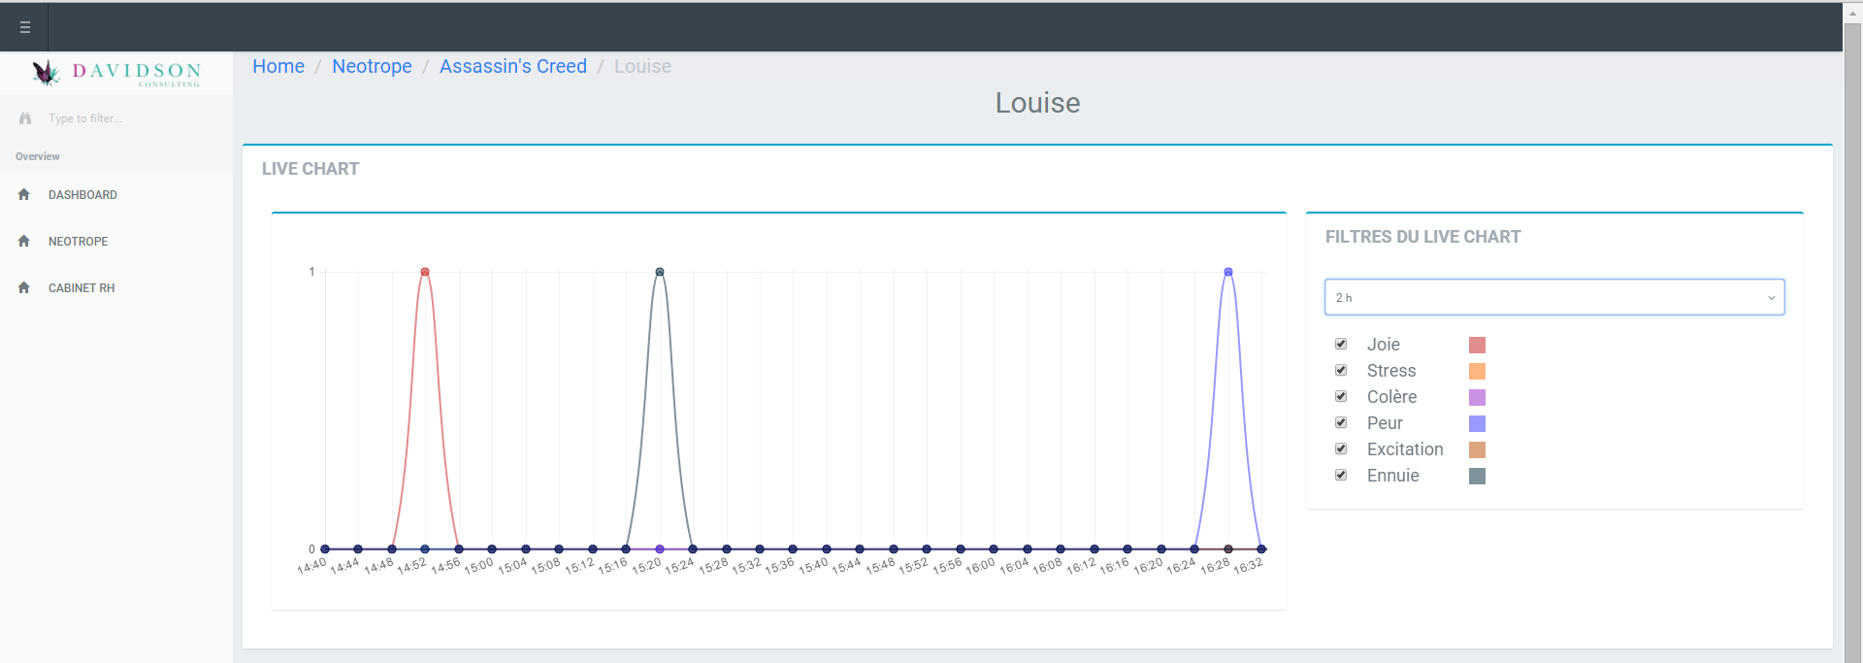 DAVIDSON
CONSULTING
Home / Neotrope / Assassin's Creed / Louise
Type to filter...
Overview
DASHBOARD
NEOTROPE
CABINET RH
Louise
LIVE CHART
1
0
14:40 14:44 14:48 14:52 14:56 15:00 15:04 15:08 15:12 15:16 15:20 15:24 15:28 15:32 15:36 15:40 15:44 15:48 15:52 15:56 16:00 16:04 16:08 16:12 16:16 16:20 16:24 16:28 16:32
FILTRES DU LIVE CHART
2 h
Joie
Stress
Colère
Peur
Excitation
Ennuie